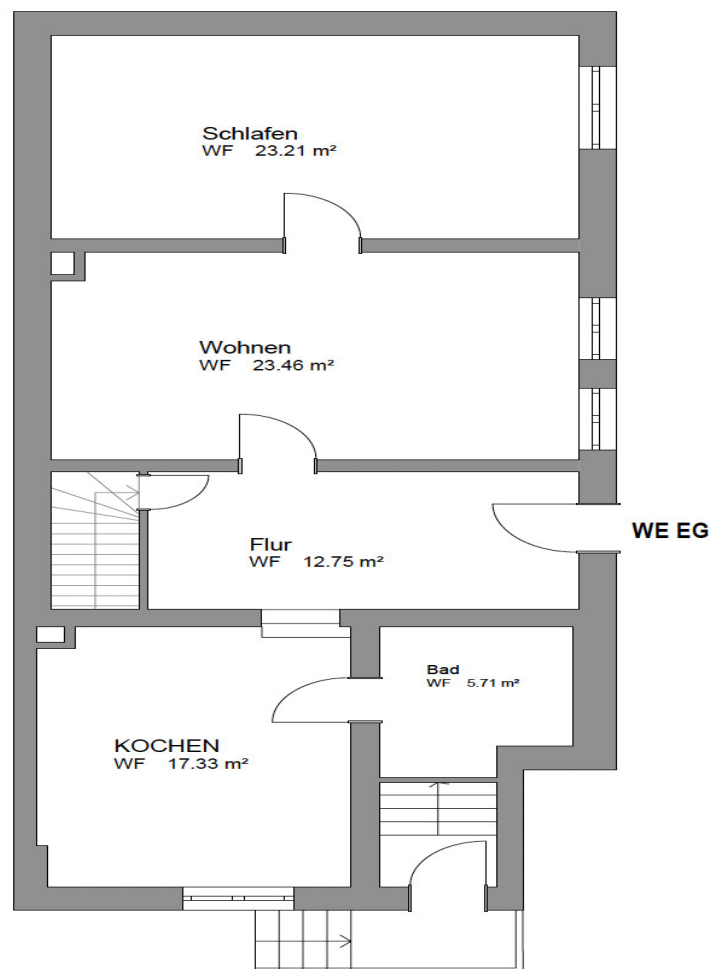 Schlafen
WF 23.21 m²
Wohnen
WF 23.46 m²
WE EG
Flur
WF 12.75 m²
Bad
WF 5.71 m²
KOCHEN
WF 17.33 m²